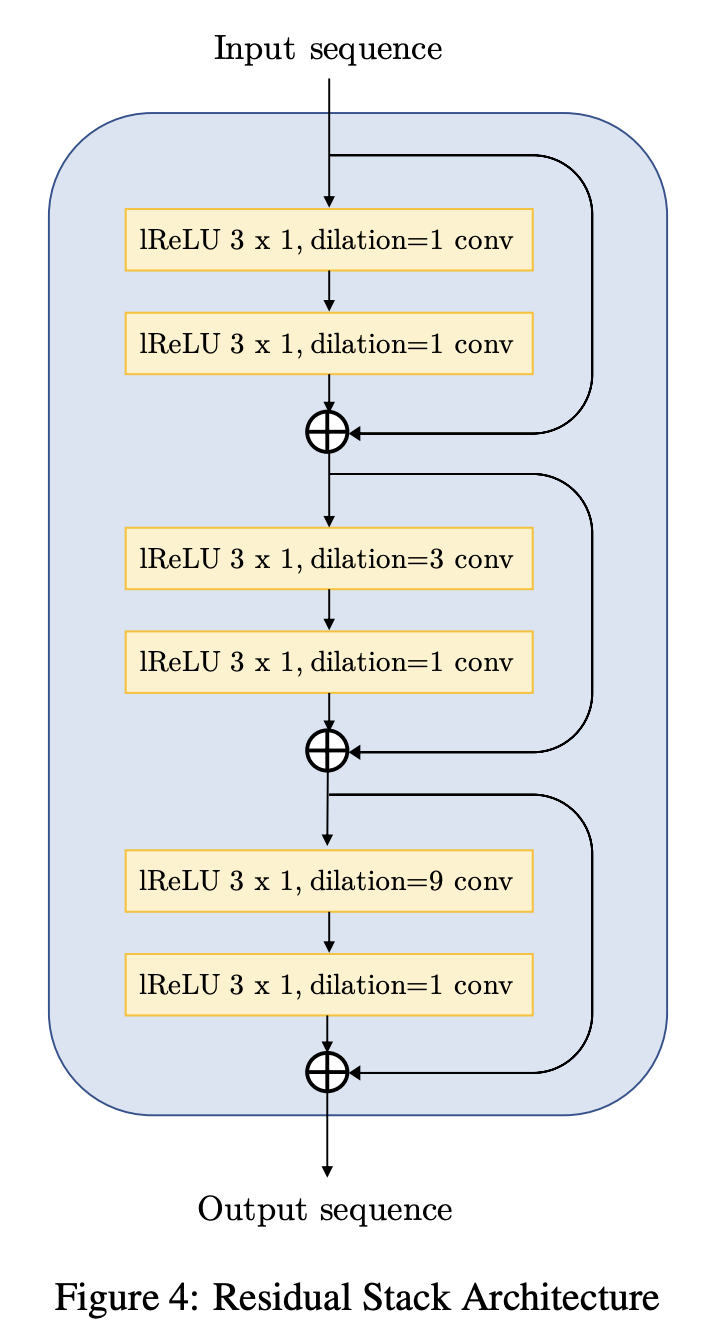 Input sequence
lReLU 3 x 1, dilation=1 conv
lReLU 3 x 1, dilation=1 conv
lReLU 3 x 1, dilation=3 conv
lReLU 3 x 1, dilation=1 conv
lReLU 3 x 1, dilation=9 conv
lReLU 3 x 1, dilation=1 conv
Output sequence
Figure 4: Residual Stack Architecture